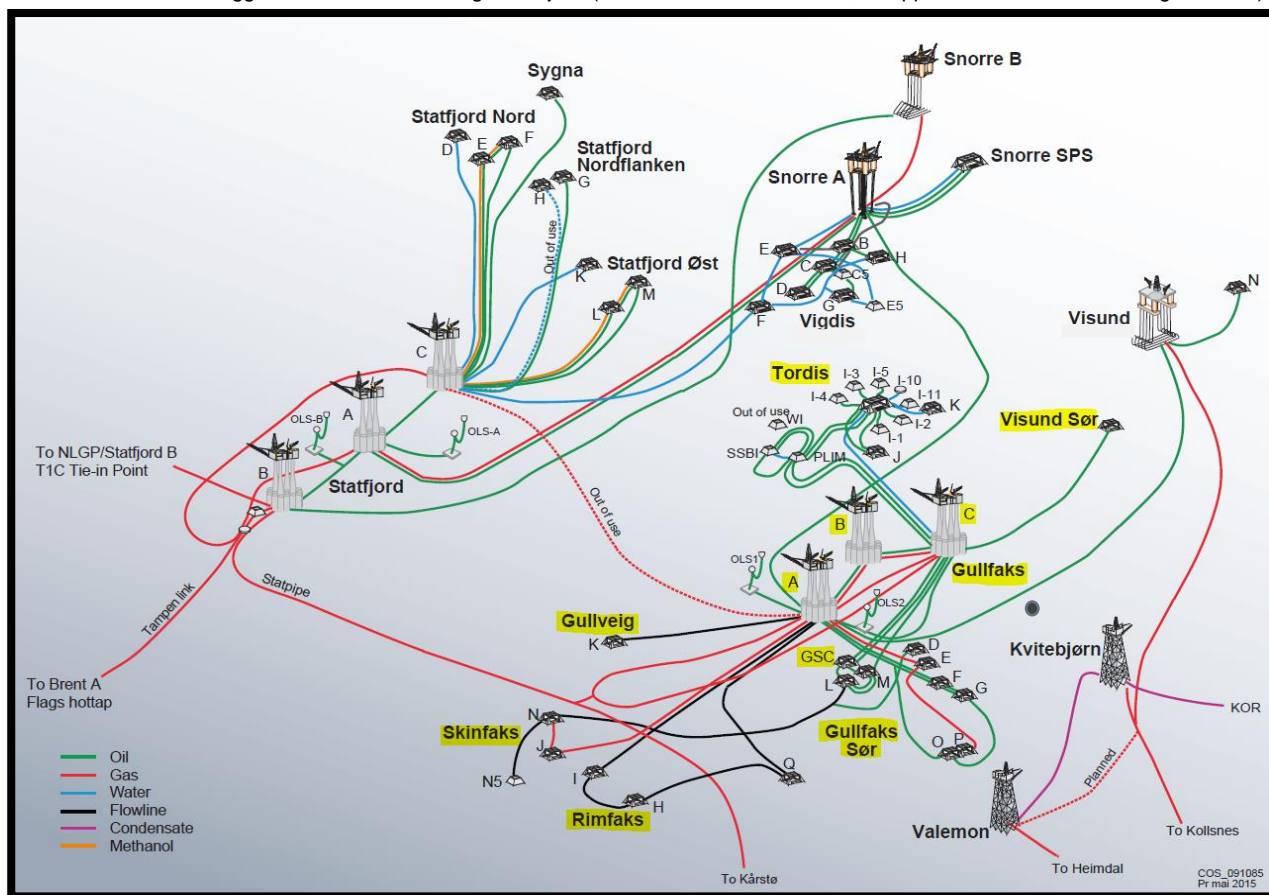 Snorre B
Sygna
Statfjord Nord
D
E
F
Statfjord
Nordflanken
H
G
Snorre SPS
Snorre A
Out of use
E
B
H
C
C5
D
G
E5
F
Vigdis
K
Statfjord Øst
M
L
N
Visund
C
A
OLS-B
OLS-A
B
Statfjord
To NLGP/Statfjord B
T1C Tie-in Point
Tordis
I-5
I-3
I-10
I-4
I-11
K
I-2
I-1
J
Out of use
WI
SSBI
PLIM
Visund Sør
Out of use
B
C
Gullfaks
A
OLS1
OLS2
Statpipe
Tampen link
Gullveig
K
GSC
D
E
F
G
L
M
Kvitebjørn
KOR
To Brent A
Flags hottap
Skinfaks
N
J
N5
Gullfaks
Sør
O
P
I
H
Q
Rimfaks
Planned
Valemon
To Kollsnes
To Heimdal
To Kårstø
Oil
Gas
Water
Flowline
Condensate
Methanol
COS_091085
Pr mai 2015